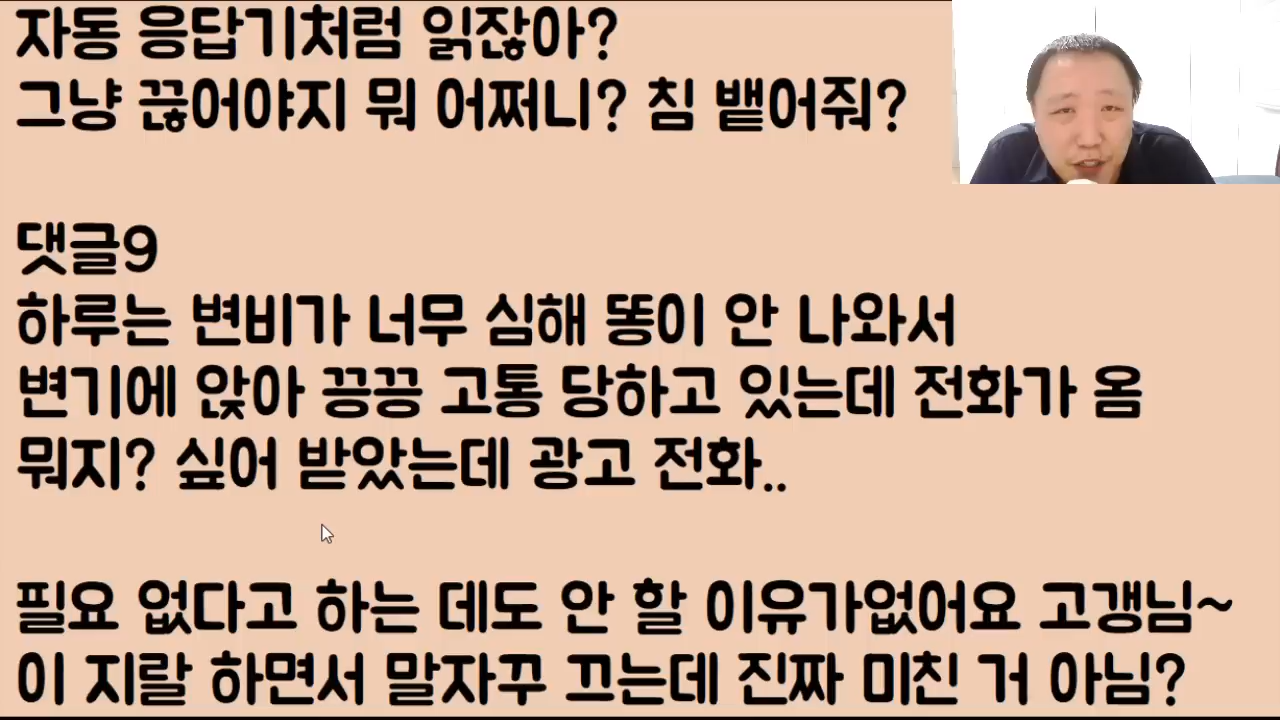 자동 응답기처럼 읽잖아?
그냥 끊어야지 뭐 어쩌니? 침 뱉어줘?
댓글9
하루는 변비가 너무 심해 똥이 안 나와서
변기에 앉아 끙끙 고통 당하고 있는데 전화가 옴
뭐지? 싶어 받았는데 광고 전화..
필요 없다고 하는 데도 안 할 이유가없어요 고갱님~
이 지랄 하면서 말자꾸 끄는데 진짜 미친 거 아님?